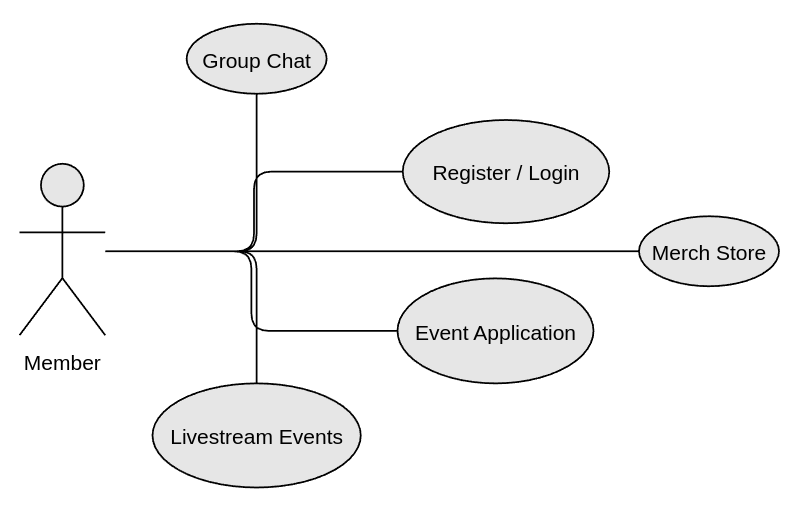 Group Chat
Register / Login
Merch Store
Event Application
Member
Livestream Events